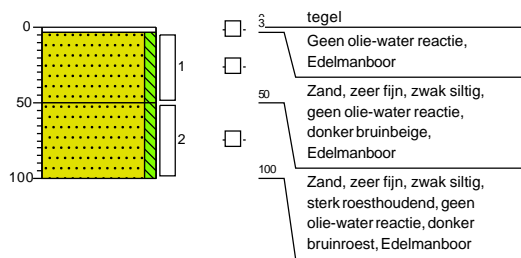 0
50
100
1
2
0
3
tegel
Geen olie-water reactie,
Edelmanboor
50
Zand, zeer fijn, zwak siltig,
geen olie-water reactie,
donker bruinbeige,
Edelmanboor
100
Zand, zeer fijn, zwak siltig,
sterk roesthoudend, geen
olie-water reactie, donker
bruinroest, Edelmanboor